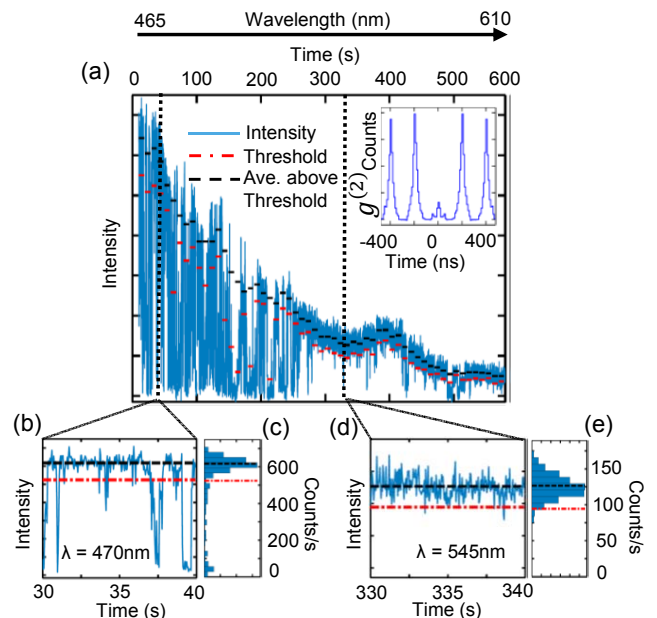 Wavelength (nm)
465 610
Time (s)
(a)
0 100 200 300 400 500 600
Intensity
Threshold
Ave. above
Threshold
Intensity
g(2) Counts
-400 0 400
Time (ns)
(b) (c) (d) (e)
Intensity
λ = 470nm
30 35 40
Time (s)
600
400
200
0
Counts/s
Intensity
λ = 545nm
330 335 340
Time (s)
150
100
50
0
Counts/s